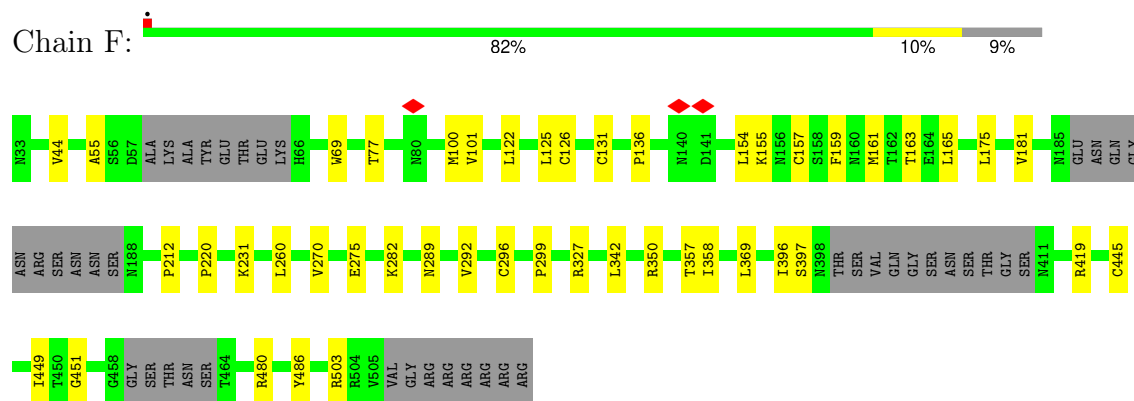 Chain F:
82% 10% 9%
N33 V44 A55 S56 D57 ALA LYS ALA TYR GLU THR GLU LYS H66 W69 T77 N80 M100 V101 L122 L125 C126 C131 P136 N140 D141 L154 K155 N156 C157 S158 F159 N160 M161 T162 T163 E164 L165 L175 V181 N185 GLU ASN GLN GLY
ASN ARG SER ASN ASN SER N188 P212 P220 K231 L260 V270 E275 K282 N289 V292 C296 P299 R327 L342 R350 T357 I358 L369 I396 S397 N398 THR SER VAL GLN GLY SER ASN SER THR GLY SER N411 R419 C445
I449 T450 G451 G458 GLY SER THR ASN SER T464 R480 Y486 R503 R504 V505 VAL GLY ARG ARG ARG ARG ARG ARG